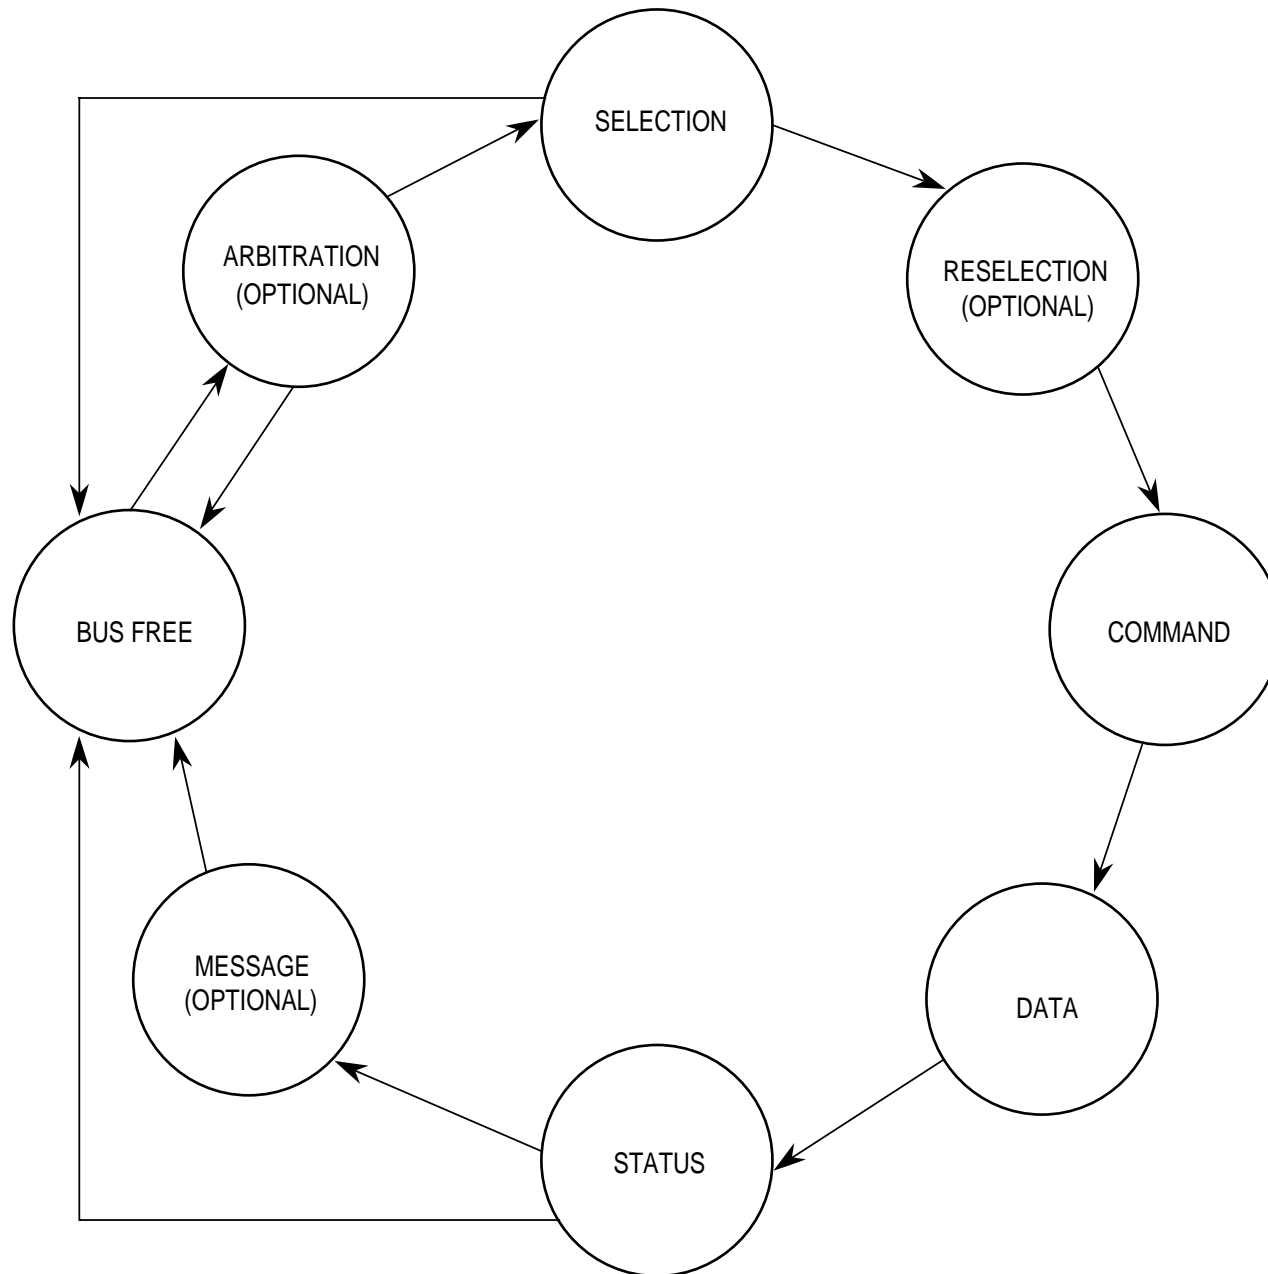 SELECTION
ARBITRATION
(OPTIONAL)
RESELECTION
(OPTIONAL)
BUS FREE
COMMAND
MESSAGE
(OPTIONAL)
DATA
STATUS